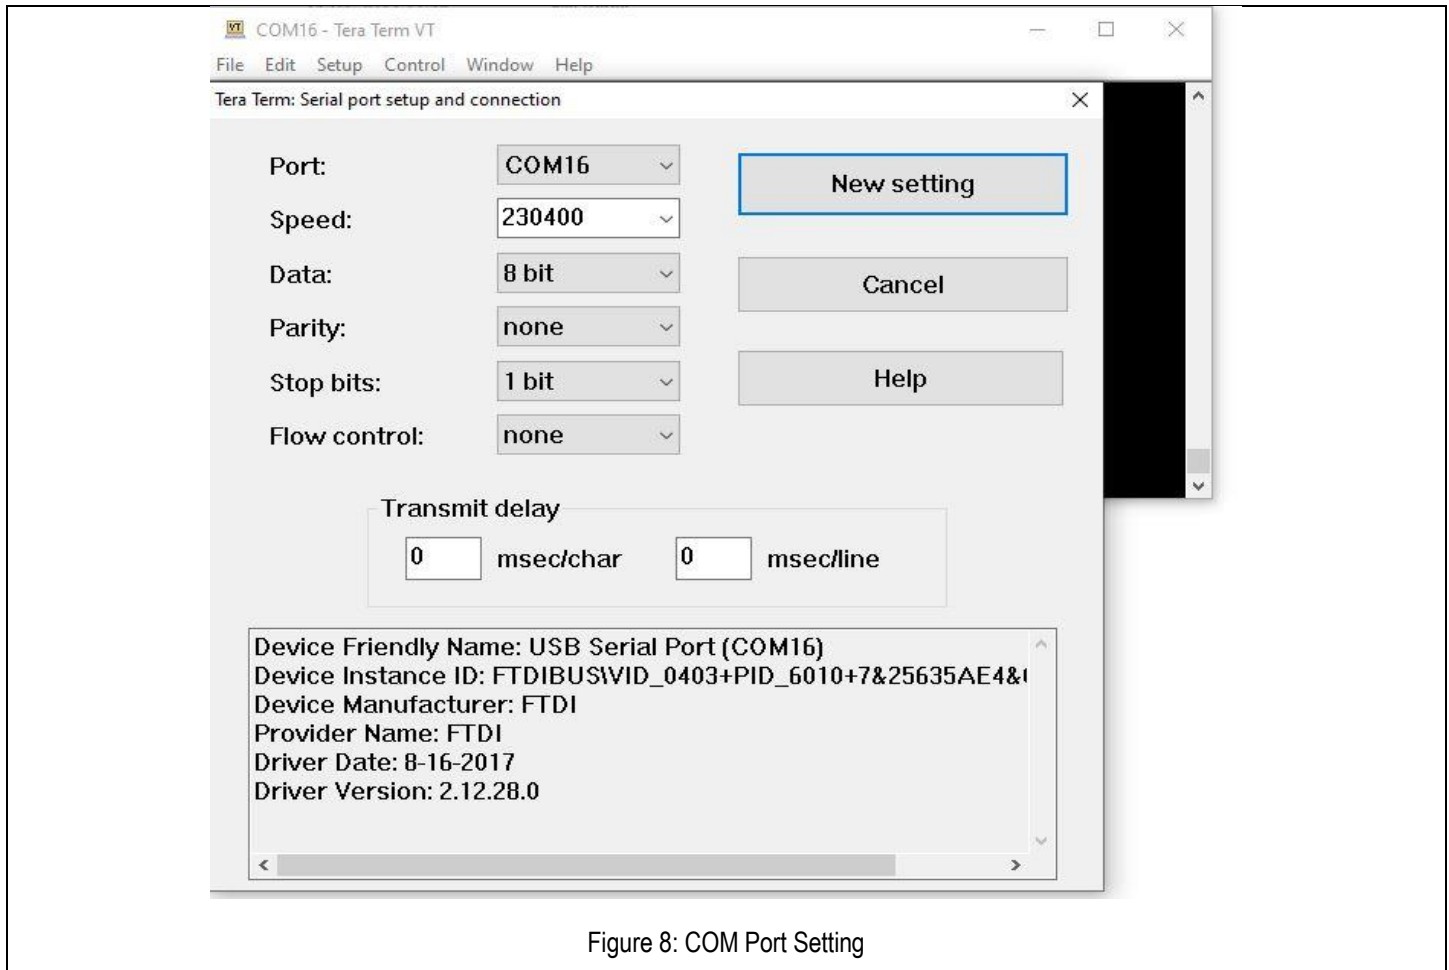 COM16 - Tera Term VT
File Edit Setup Control Window Help
Tera Term: Serial port setup and connection
Port: COM16
New setting
Speed: 230400
Data: 8 bit
Cancel
Parity: none
Stop bits: 1 bit
Help
Flow control: none
Transmit delay
0 msec/char 0 msec/line
Device Friendly Name: USB Serial Port (COM16)
Device Instance ID: FTDIBUS\VID_0403+PID_6010+7&25635AE4&
Device Manufacturer: FTDI
Provider Name: FTDI
Driver Date: 8-16-2017
Driver Version: 2.12.28.0
Figure 8: COM Port Setting